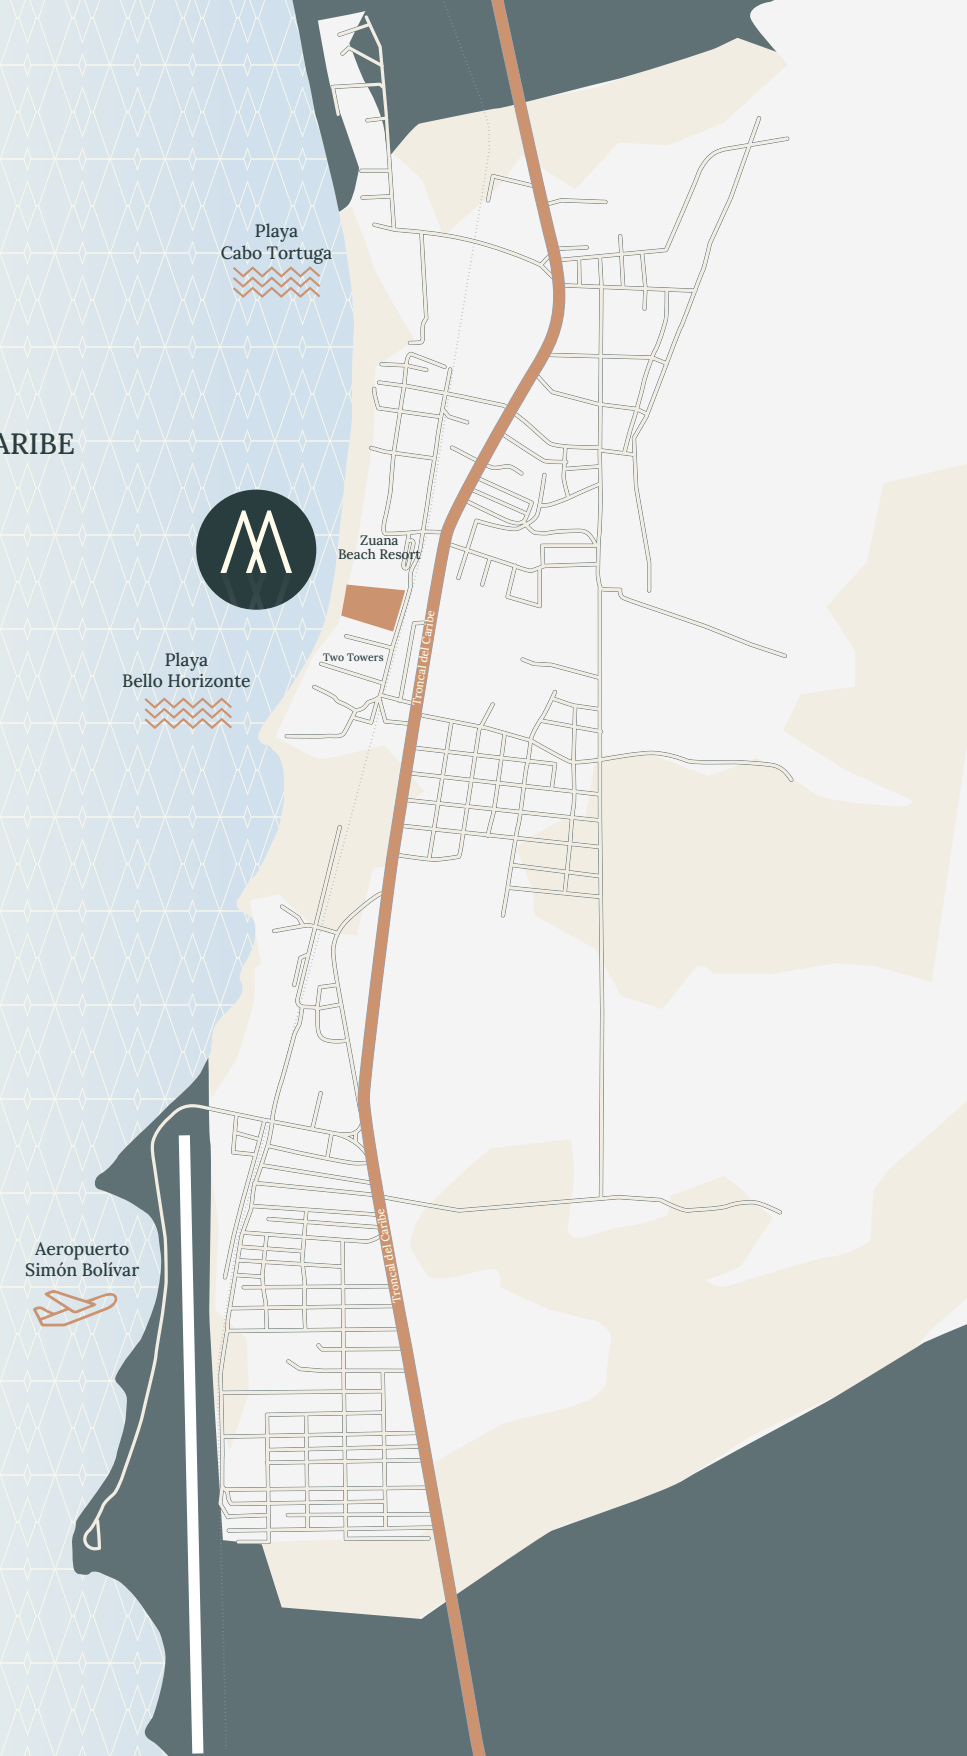 Playa
Cabo Tortuga
ARIBE
Zuana
Beach Resort
Two Towers
Troncal del Caribe
Playa
Bello Horizonte
Troncal del Caribe
Aeropuerto
Simón Bolívar